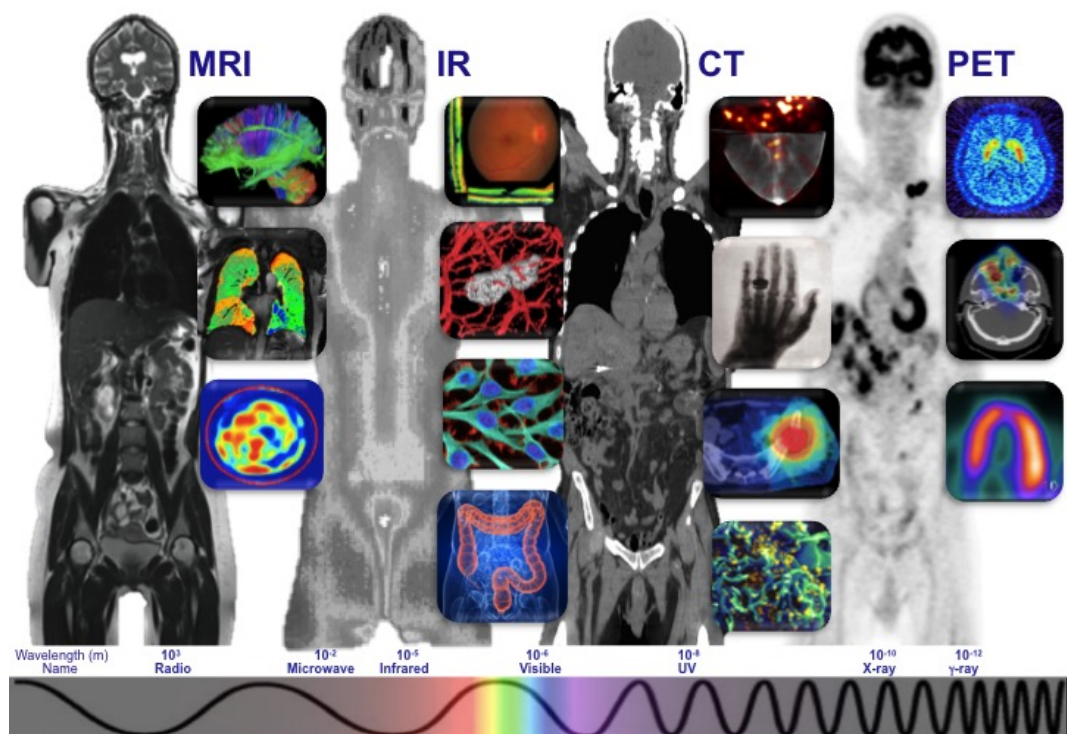 MRI IR CT PET
Wavelength (m) 10³ 10⁻² 10⁻⁵ 10⁻⁶ 10⁻⁸ 10⁻¹⁰ 10⁻¹²
Name Radio Microwave Infrared Visible UV X-ray γ-ray